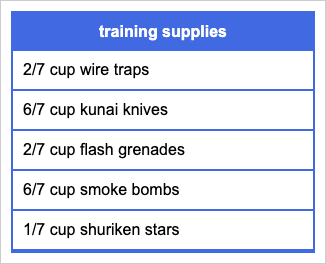 training supplies
2/7 cup wire traps
6/7 cup kunai knives
2/7 cup flash grenades
6/7 cup smoke bombs
1/7 cup shuriken stars